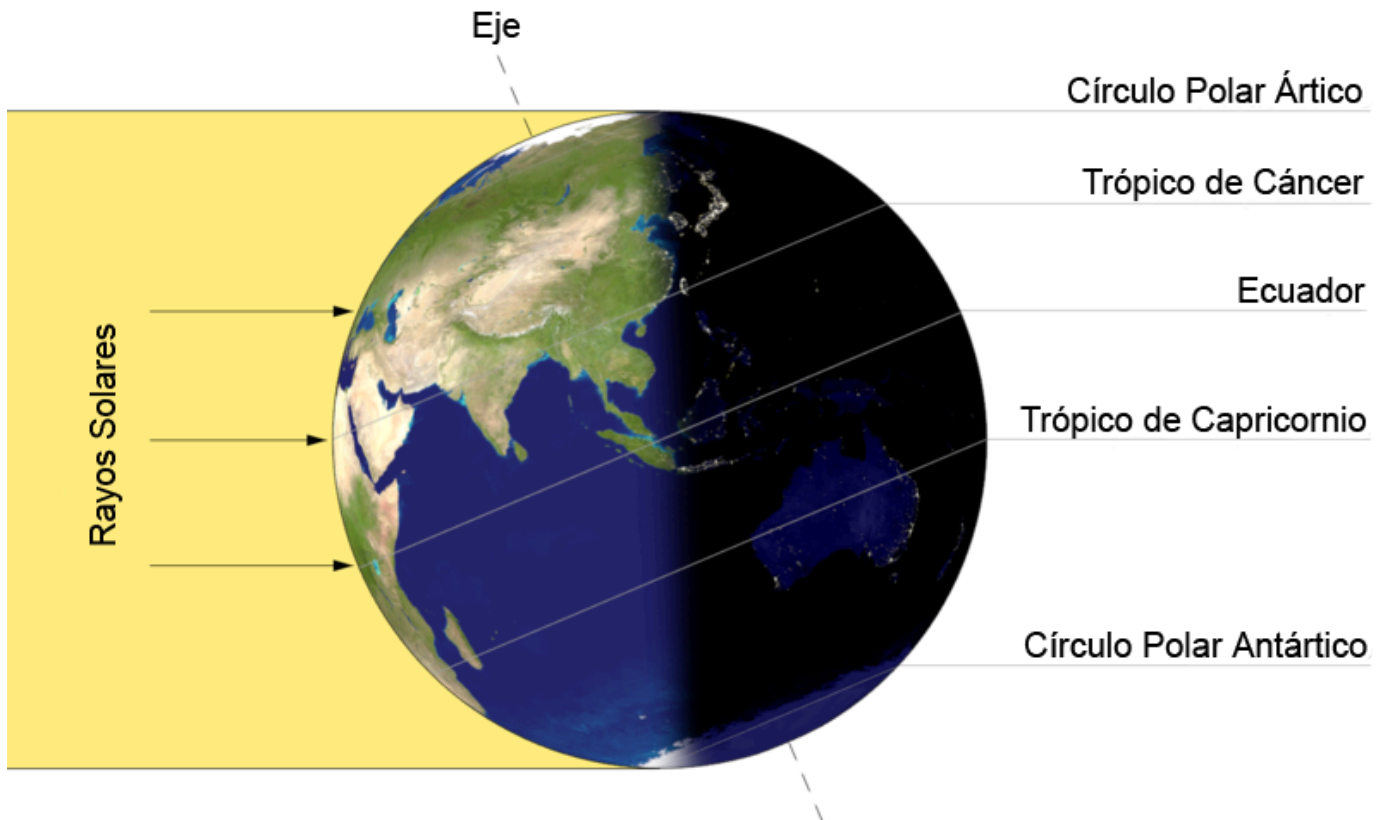 Eje
Círculo Polar Ártico
Trópico de Cáncer
Ecuador
Rayos Solares
Trópico de Capricornio
Círculo Polar Antártico